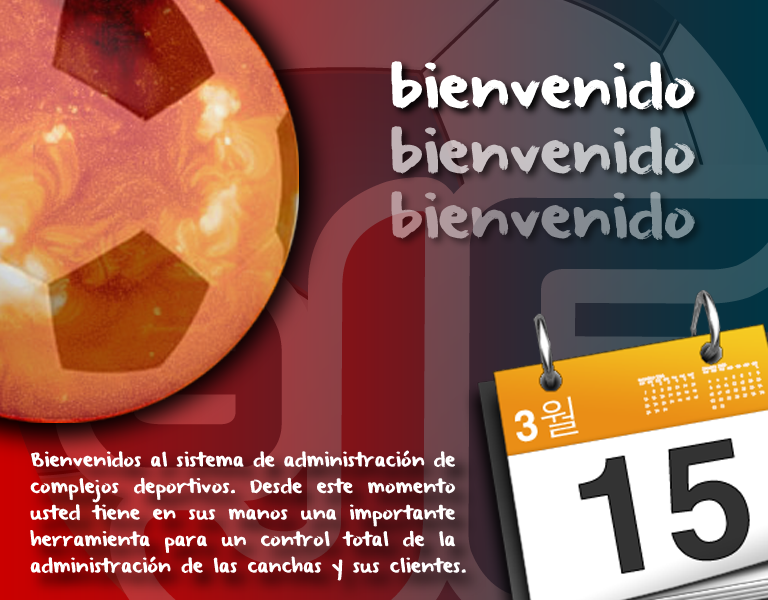 bienvenido
bienvenido
bienvenido
3월
15
Bienvenidos al sistema de administración de
complejos deportivos. Desde este momento
usted tiene en sus manos una importante
herramienta para un control total de la
administración de las canchas y sus clientes.